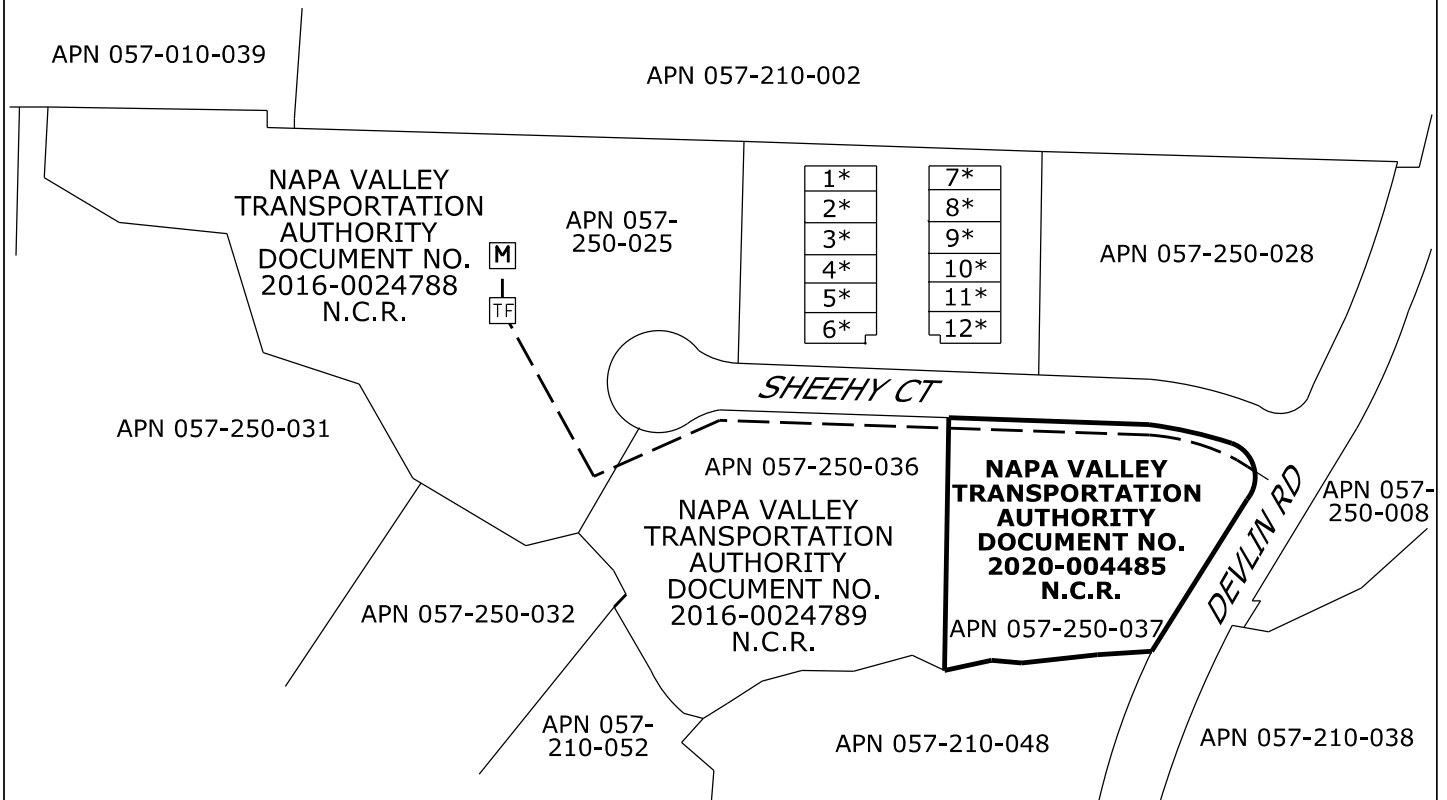 APN 057-010-039
APN 057-210-002
NAPA VALLEY
TRANSPORTATION
AUTHORITY
DOCUMENT NO.
2016-0024788
N.C.R.
M
TF
APN 057-
250-025
1*
2*
3*
4*
5*
6*
7*
8*
9*
10*
11*
12*
APN 057-250-028
SHEEHY CT
APN 057-250-031
APN 057-250-036
NAPA VALLEY
TRANSPORTATION
AUTHORITY
DOCUMENT NO.
2016-0024789
N.C.R.
NAPA VALLEY
TRANSPORTATION
AUTHORITY
DOCUMENT NO.
2020-004485
N.C.R.
APN 057-250-037
DEVLIN RD
APN 057-
250-008
APN 057-250-032
APN 057-
210-052
APN 057-210-048
APN 057-210-038